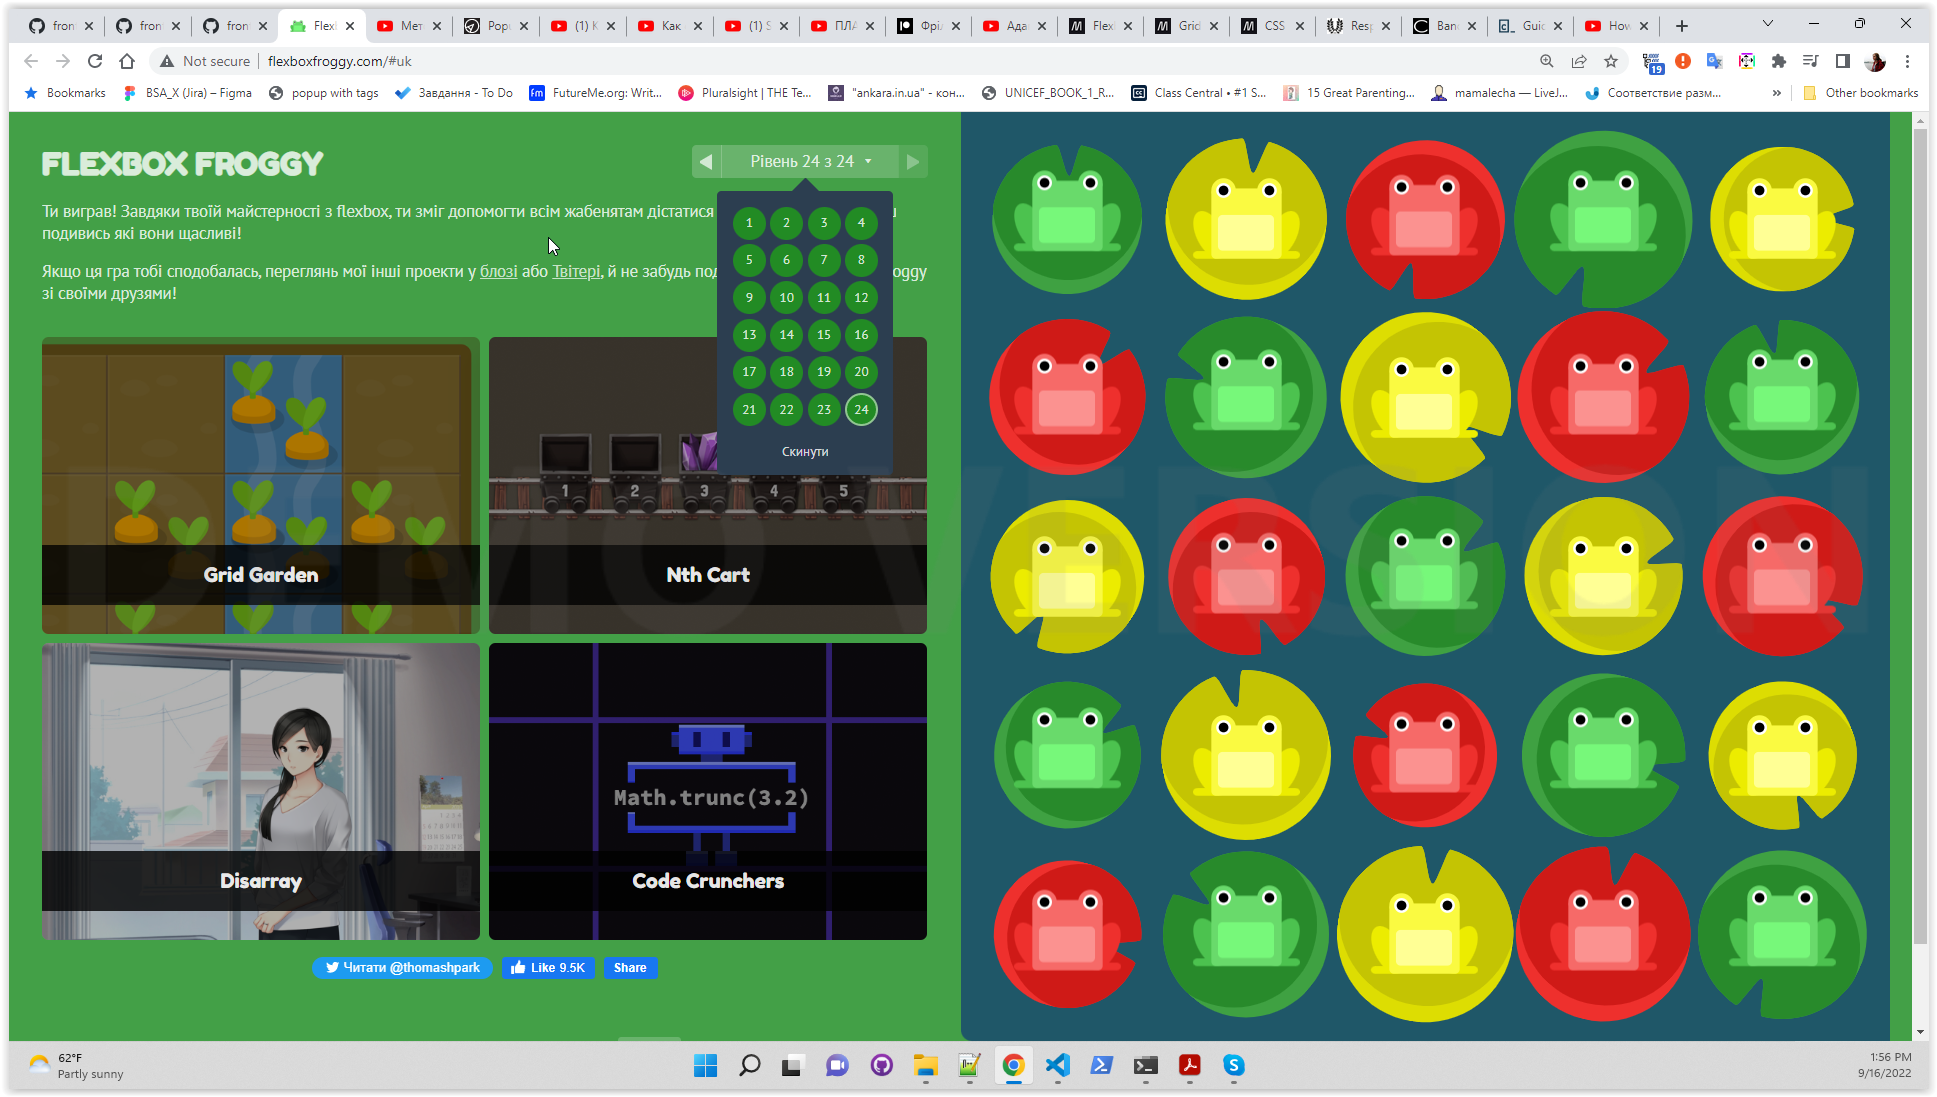 fron
fron
fron
Flex
Мет
Popu
(1) К
Как
(1) S
ПЛА
Фрі
Ада
Flex
Grid
CSS
Resp
Ban
Guid
How
Not secure
flexboxfroggy.com/#uk
19
Bookmarks
BSA_X (Jira) – Figma
popup with tags
Завдання - To Do
fm
FutureMe.org: Writ...
Pluralsight | THE Te...
"ankara.in.ua" - кон...
UNICEF_BOOK_1_R...
Class Central • #1 S...
15 Great Parenting...
mamalecha — LiveJ...
Соответствие разм...
»
Other bookmarks
FLEXBOX FROGGY
Рівень 24 з 24
Ти виграв! Завдяки твоїй майстерності з flexbox, ти зміг допомогти всім жабенятам дістатися
подивись які вони щасливі!
Якщо ця гра тобі сподобалась, переглянь мої інші проекти у блозі або Твітері, й не забудь под
oggy
зі своїми друзями!
1 2 3 4
5 6 7 8
9 10 11 12
13 14 15 16
17 18 19 20
21 22 23 24
Скинути
1 2 3 4 5
Grid Garden
Nth Cart
DEMO VERSION
Math.trunc(3.2)
Disarray
Code Crunchers
Читати @thomashpark
Like 9.5K
Share
62°F
Partly sunny
1:56 PM
9/16/2022